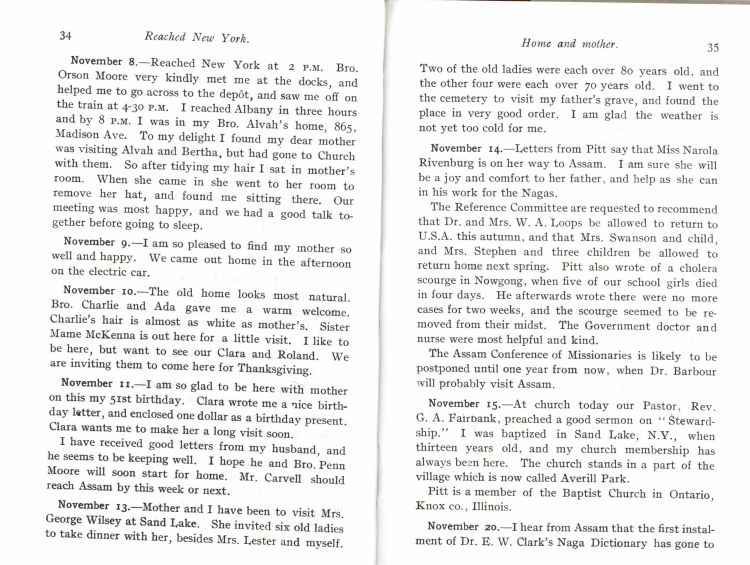 34 Reached New York.
November 8.—Reached New York at 2 P.M. Bro.
Orson Moore very kindly met me at the docks, and
helped me to go across to the depôt, and saw me off on
the train at 4-30 P.M. I reached Albany in three hours
and by 8 P.M. I was in my Bro. Alvah's home, 865,
Madison Ave. To my delight I found my dear mother
was visiting Alvah and Bertha, but had gone to Church
with them. So after tidying my hair I sat in mother's
room. When she came in she went to her room to
remove her hat, and found me sitting there. Our
meeting was most happy, and we had a good talk to-
gether before going to sleep.
November 9.—I am so pleased to find my mother so
well and happy. We came out home in the afternoon
on the electric car.
November 10.—The old home looks most natural.
Bro. Charlie and Ada gave me a warm welcome.
Charlie's hair is almost as white as mother's. Sister
Mame McKenna is out here for a little visit. I like to
be here, but want to see our Clara and Roland. We
are inviting them to come here for Thanksgiving.
November 11.—I am so glad to be here with mother
on this my 51st birthday. Clara wrote me a nice birth-
day letter, and enclosed one dollar as a birthday present.
Clara wants me to make her a long visit soon.
I have received good letters from my husband, and
he seems to be keeping well. I hope he and Bro. Penn
Moore will soon start for home. Mr. Carvell should
reach Assam by this week or next.
November 13.—Mother and I have been to visit Mrs.
George Wilsey at Sand Lake. She invited six old ladies
to take dinner with her, besides Mrs. Lester and myself.
Home and mother. 35
Two of the old ladies were each over 80 years old, and
the other four were each over 70 years old. I went to
the cemetery to visit my father's grave, and found the
place in very good order. I am glad the weather is
not yet too cold for me.
November 14.—Letters from Pitt say that Miss Narola
Rivenburg is on her way to Assam. I am sure she will
be a joy and comfort to her father, and help as she can
in his work for the Nagas.
The Reference Committee are requested to recommend
that Dr. and Mrs. W. A. Loops be allowed to return to
U.S.A. this autumn, and that Mrs. Swanson and child,
and Mrs. Stephen and three children be allowed to
return home next spring. Pitt also wrote of a cholera
scourge in Nowgong, when five of our school girls died
in four days. He afterwards wrote there were no more
cases for two weeks, and the scourge seemed to be re-
moved from their midst. The Government doctor and
nurse were most helpful and kind.
The Assam Conference of Missionaries is likely to be
postponed until one year from now, when Dr. Barbour
will probably visit Assam.
November 15.—At church today our Pastor, Rev.
G. A. Fairbank, preached a good sermon on "Steward-
ship." I was baptized in Sand Lake, N.Y., when
thirteen years old, and my church membership has
always been here. The church stands in a part of the
village which is now called Averill Park.
Pitt is a member of the Baptist Church in Ontario,
Knox co., Illinois.
November 20.—I hear from Assam that the first instal-
ment of Dr. E. W. Clark's Naga Dictionary has gone to